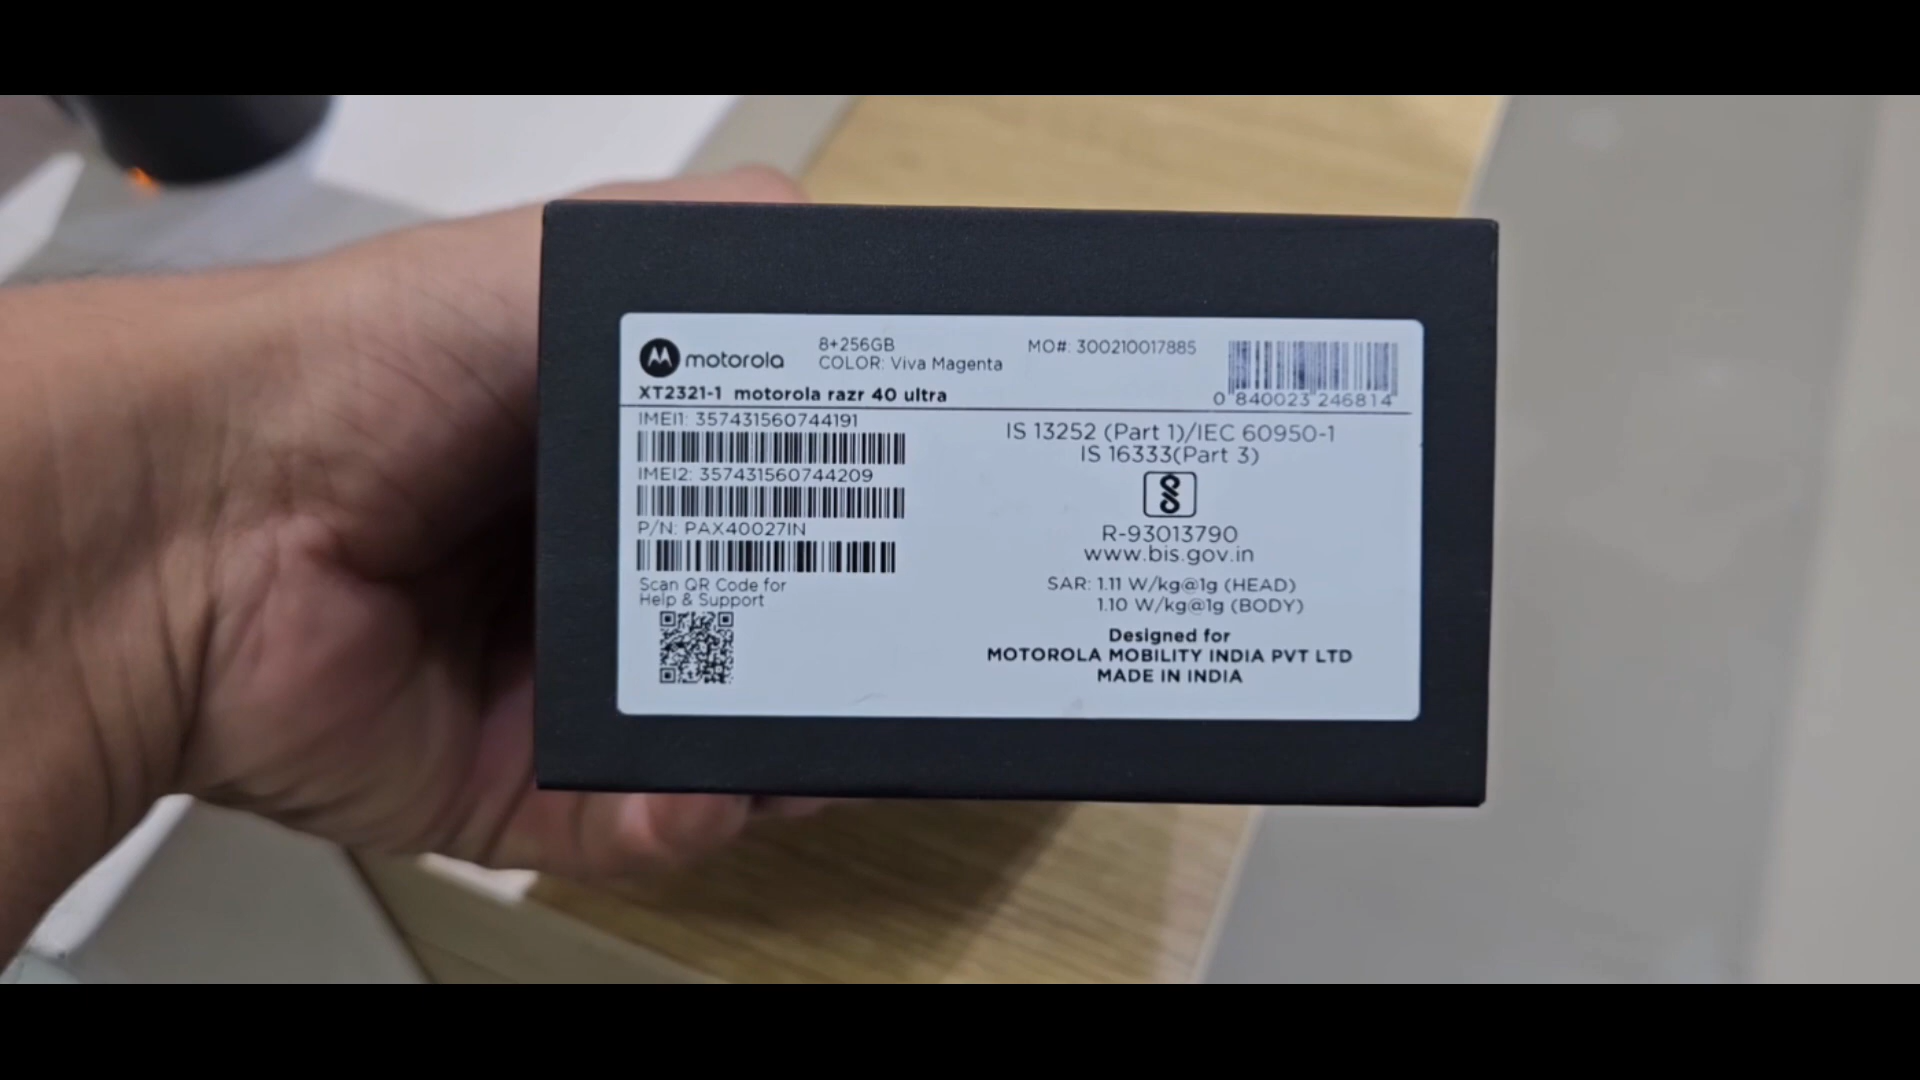 motorola
8+256GB
COLOR: Viva Magenta
MO#: 300210017885
0 840023 246814
XT2321-1 motorola razr 40 ultra
IMEI1: 357431560744191
IMEI2: 357431560744209
P/N: PAX40027IN
Scan QR Code for
Help & Support
IS 13252 (Part 1)/IEC 60950-1
IS 16333(Part 3)
R-93013790
www.bis.gov.in
SAR: 1.11 W/kg@1g (HEAD)
1.10 W/kg@1g (BODY)
Designed for
MOTOROLA MOBILITY INDIA PVT LTD
MADE IN INDIA